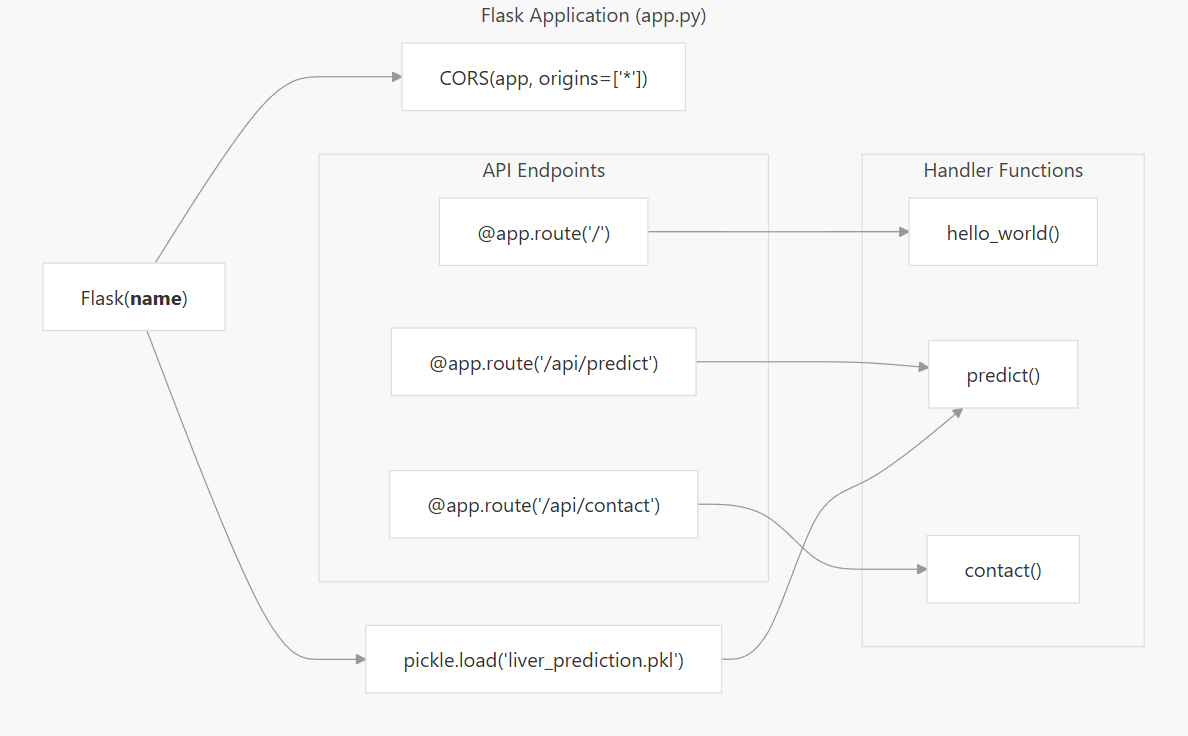 Flask Application (app.py)
CORS(app, origins=['*'])
API Endpoints
@app.route('/')
@app.route('/api/predict')
@app.route('/api/contact')
Handler Functions
hello_world()
predict()
contact()
Flask(name)
pickle.load('liver_prediction.pkl')